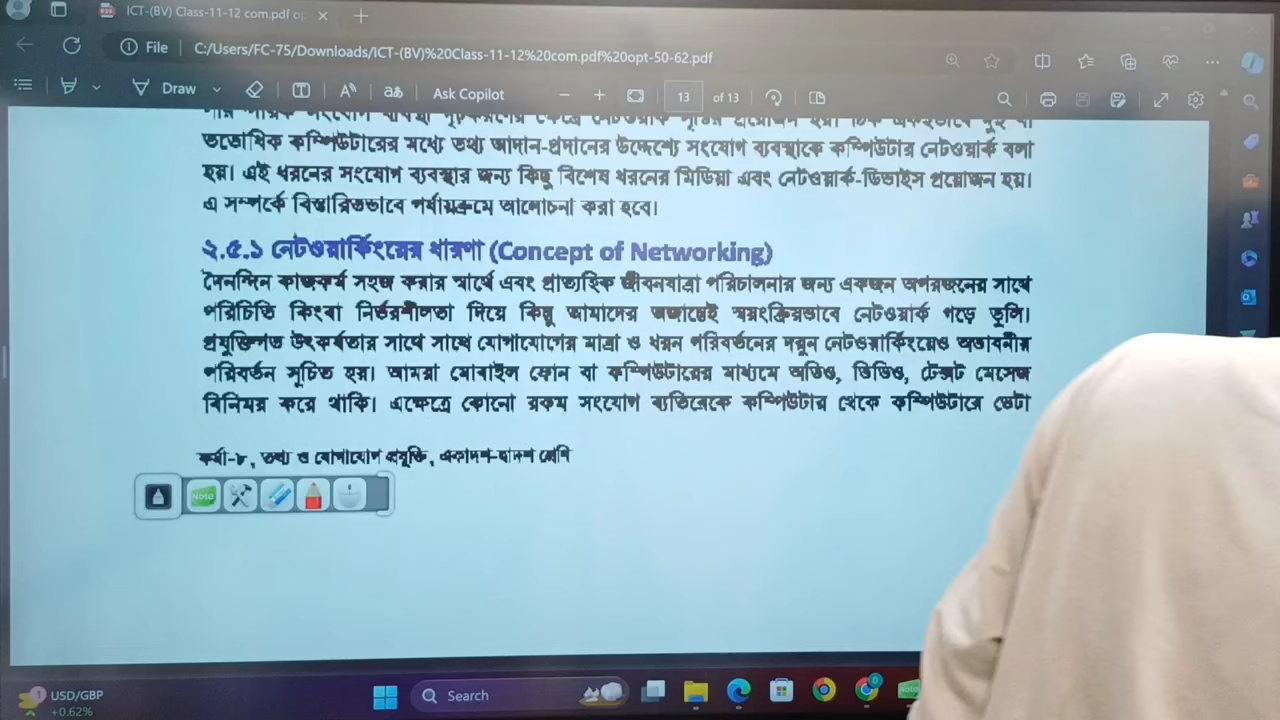 ICT-(BV) Class-11-12 com.pdf op
File C:/Users/FC-75/Downloads/ICT-(BV)%20Class-11-12%20com.pdf%20opt-50-62.pdf
Draw Ask Copilot 13 of 13
ততোধিক কম্পিউটারের মধ্যে তথ্য আদান-প্রদানের উদ্দেশ্যে সংযোগ ব্যবস্থাকে কম্পিউটার নেটওয়ার্ক বলা
হয়। এই ধরনের সংযোগ ব্যবস্থার জন্য কিছু বিশেষ ধরনের মিডিয়া এবং নেটওয়ার্ক-ডিভাইস প্রয়োজন হয়।
এ সম্পর্কে বিস্তারিতভাবে পর্যায়ক্রমে আলোচনা করা হবে।
২.৫.১ নেটওয়ার্কিংয়ের ধারণা (Concept of Networking)
দৈনন্দিন কাজকর্ম সহজ করার স্বার্থে এবং প্রাত্যহিক জীবনযাত্রা পরিচালনার জন্য একজন অপরজনের সাথে
পরিচিতি কিংবা নির্ভরশীলতা দিয়ে কিছু আমাদের অজান্তেই স্বয়ংক্রিয়ভাবে নেটওয়ার্ক গড়ে তুলি।
প্রযুক্তিগত উৎকর্ষতার সাথে সাথে যোগাযোগের মাত্রা ও ধরন পরিবর্তনের দরুন নেটওয়ার্কিংয়েও অভাবনীয়
পরিবর্তন সূচিত হয়। আমরা মোবাইল ফোন বা কম্পিউটারের মাধ্যমে অডিও, ভিডিও, টেক্সট মেসেজ
বিনিময় করে থাকি। এক্ষেত্রে কোনো রকম সংযোগ ব্যতিরেকে কম্পিউটার থেকে কম্পিউটারে ডেটা
ফর্মা-৮, তথ্য ও যোগাযোগ প্রযুক্তি, একাদশ-দ্বাদশ শ্রেণি
Note
USD/GBP
+0.62%
Search